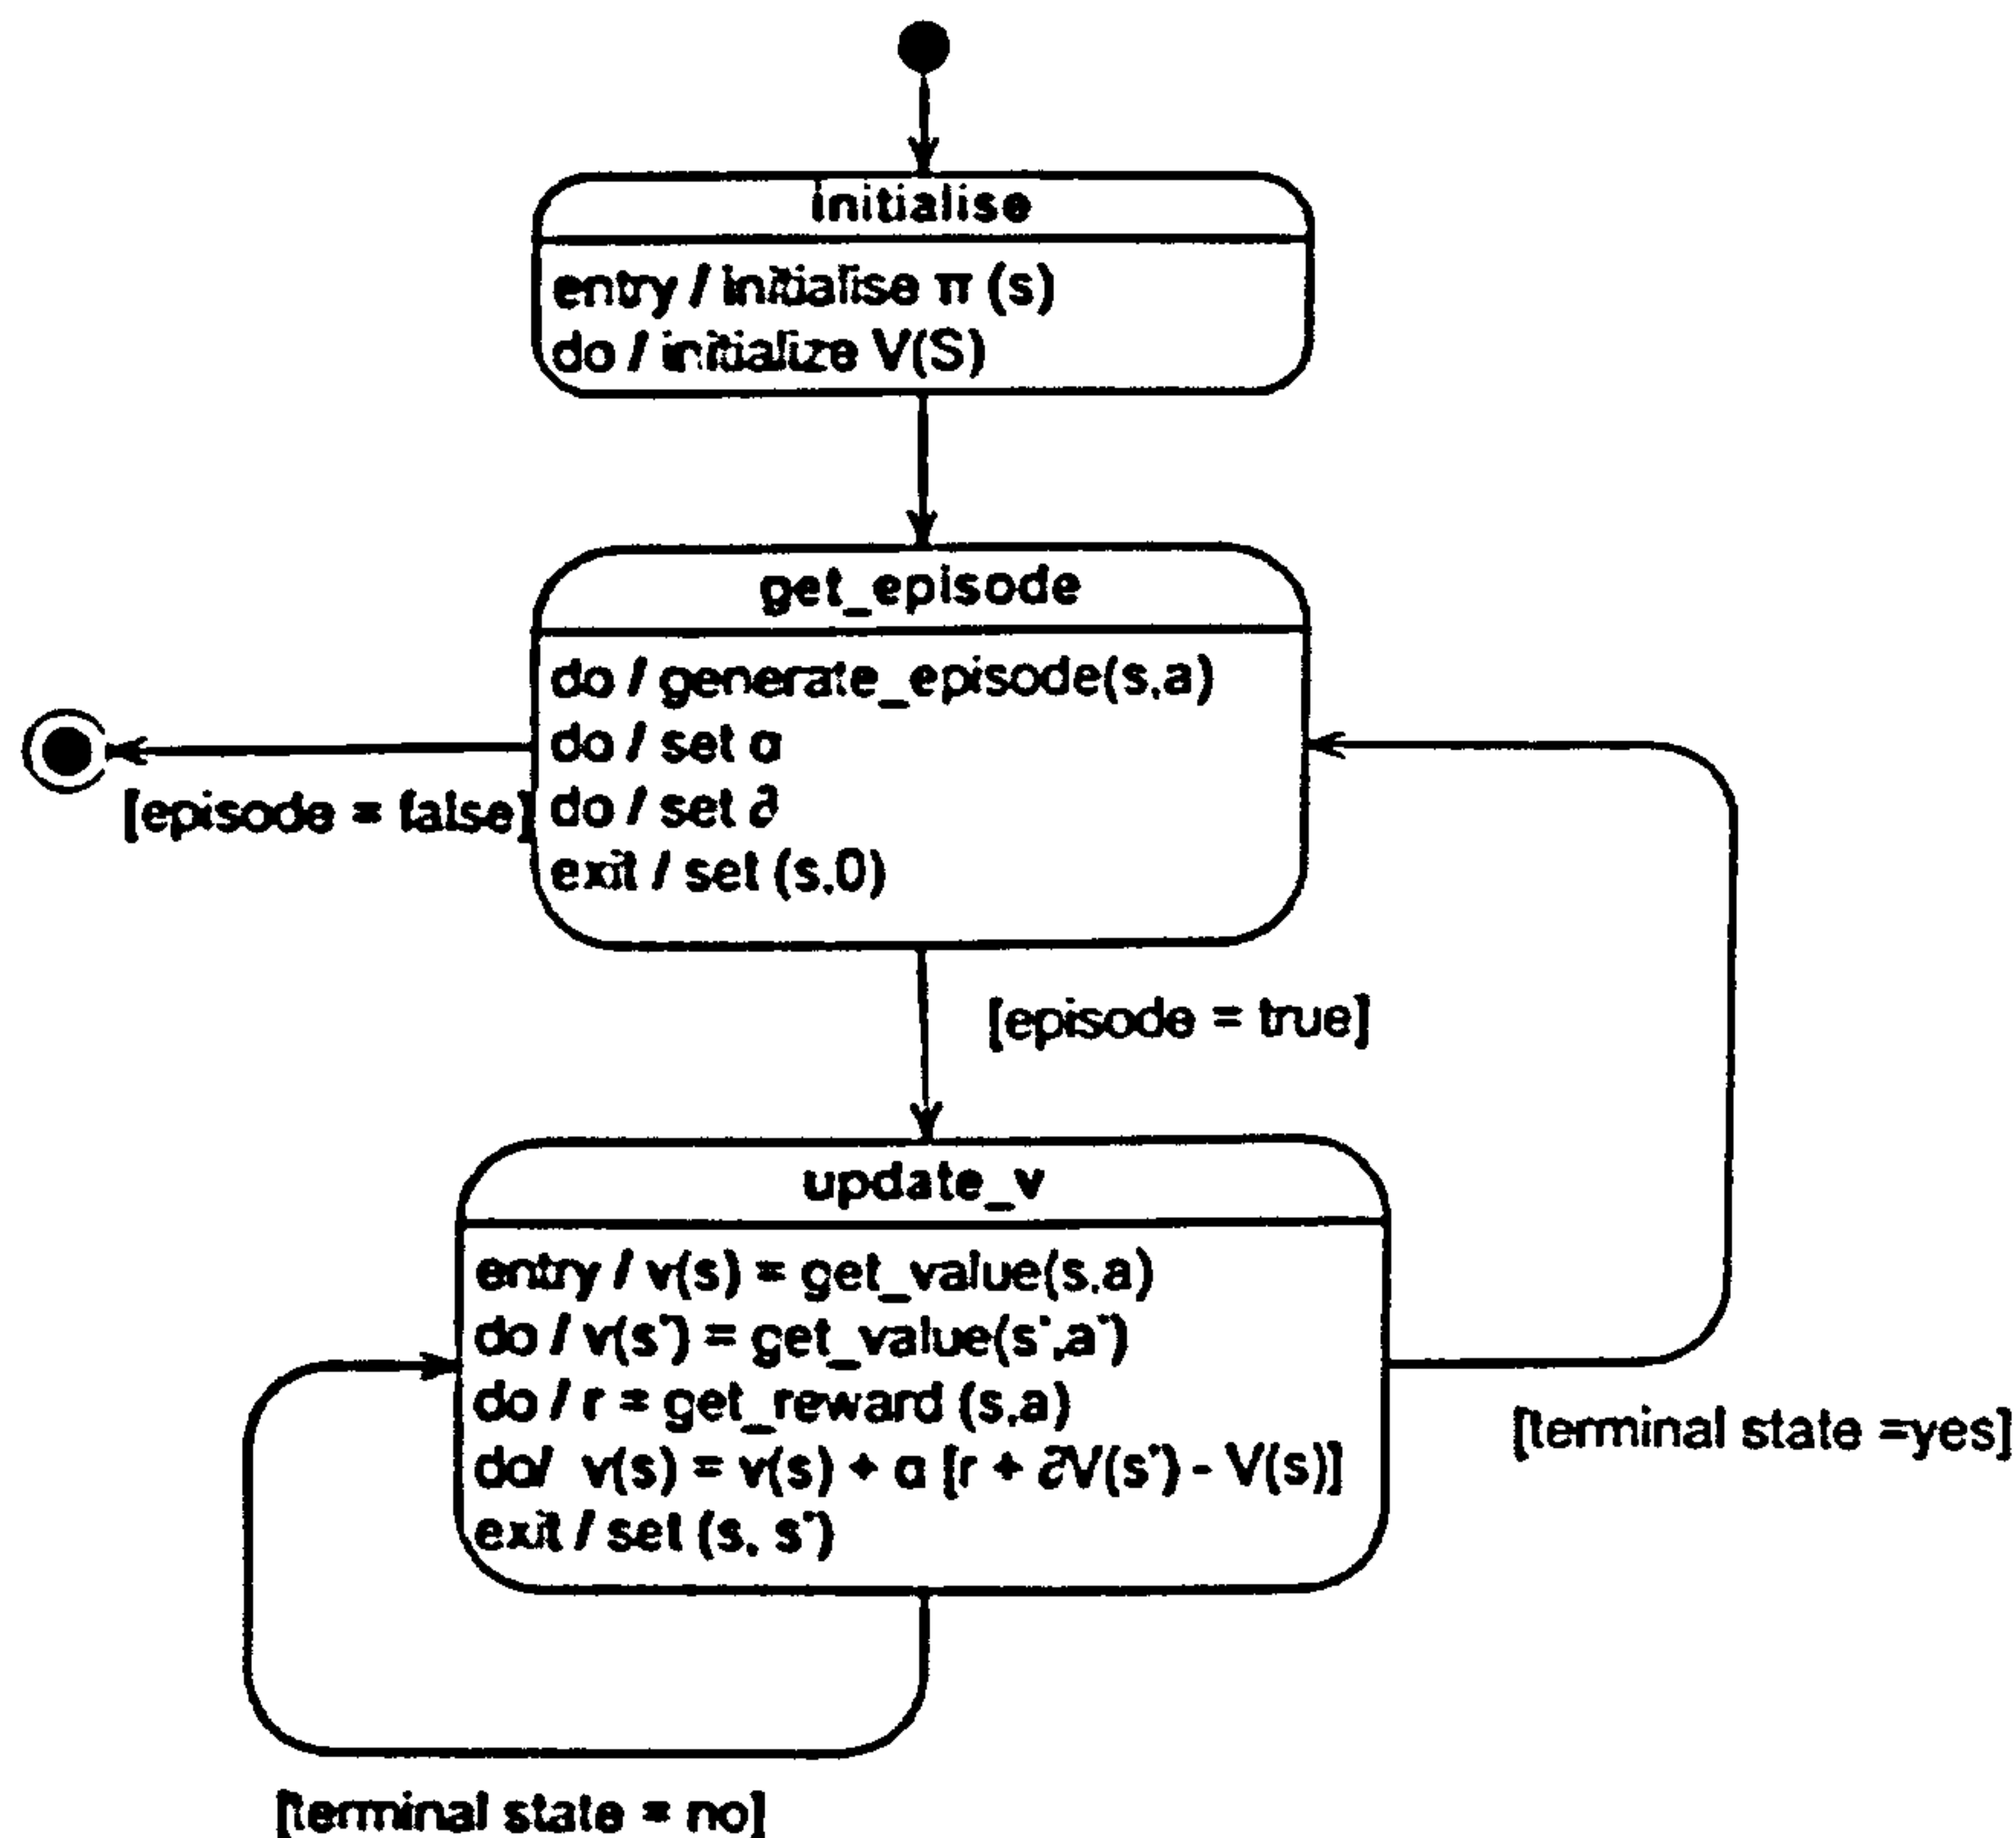 initialise
entry / initialise π (s)
do / initialize V(S)
get_episode
do / generate_episode(s,a)
do / set α
do / set ∂
exit / set (s,0)
[episode = false]
[episode = true]
update_v
entry / v(s) = get_value(s,a)
do / v(s') = get_value(s',a')
do / r = get_reward (s,a)
do/ v(s) = v(s) + α [r + ∂V(s') - V(s)]
exit / set (s, s')
[terminal state =yes]
[terminal state = no]